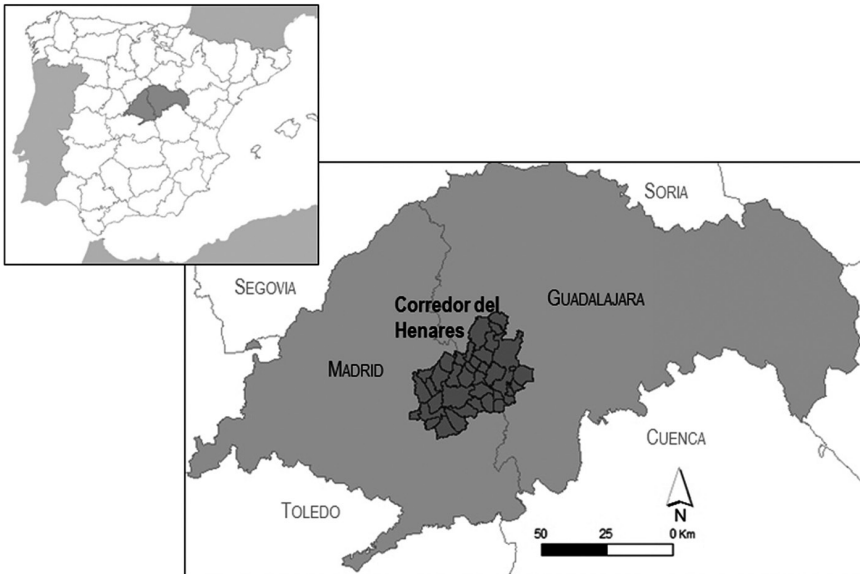 SORIA
SEGOVIA
GUADALAJARA
Corredor del
Henares
MADRID
CUENCA
TOLEDO
N
50 25 0 Km